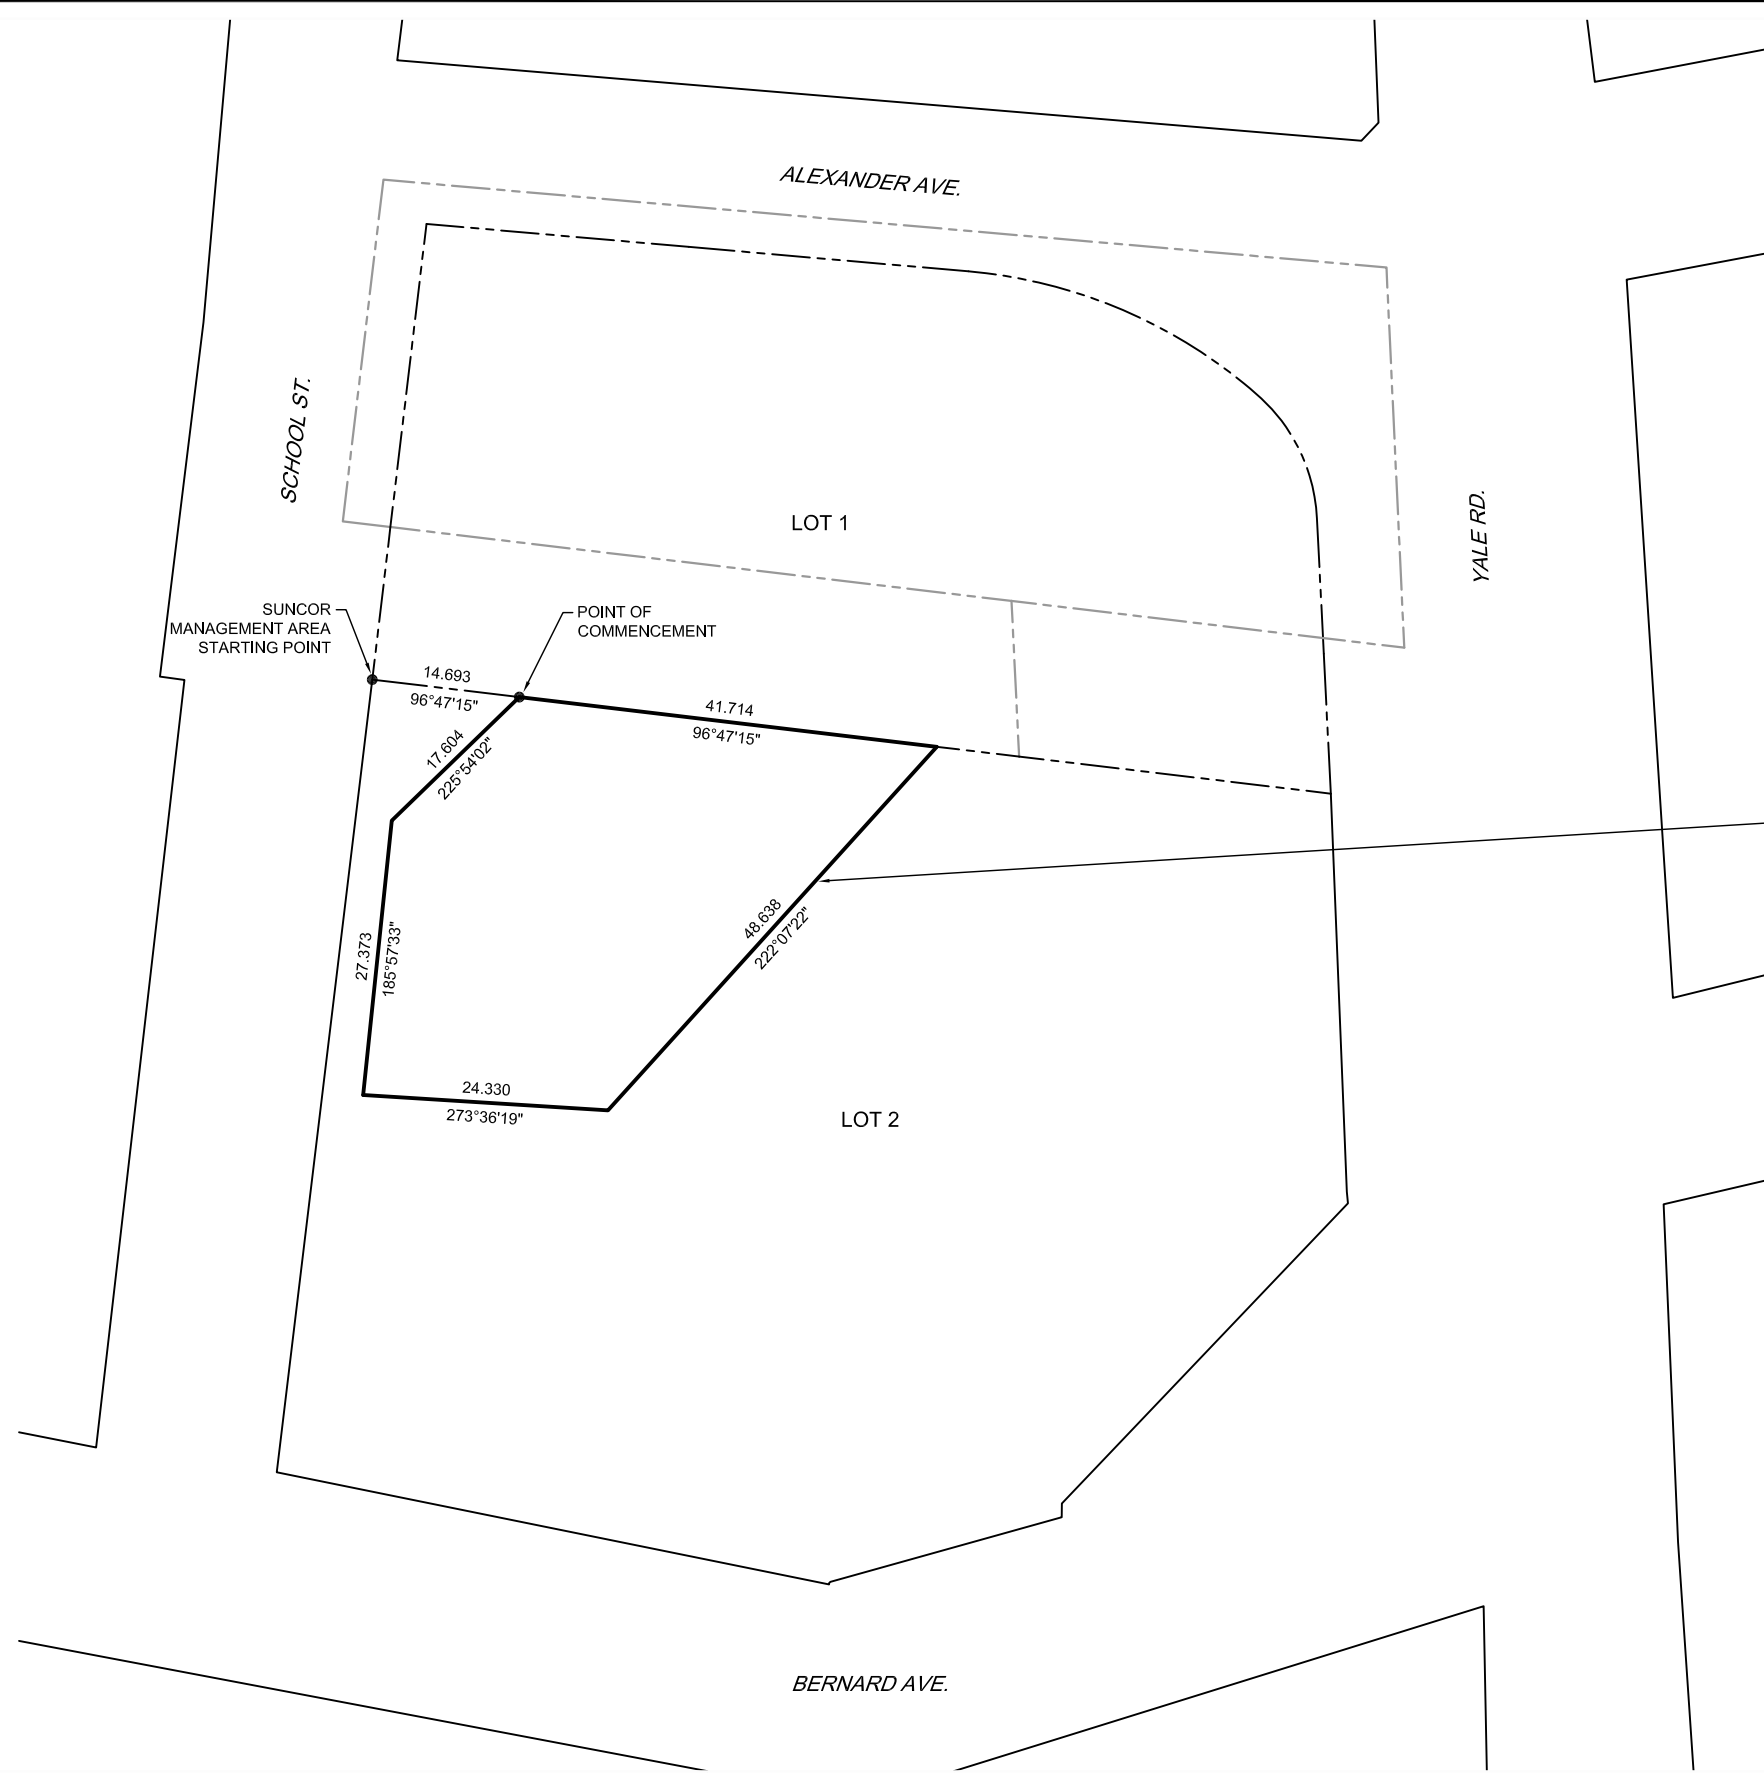 ALEXANDER AVE.
SCHOOL ST.
LOT 1
YALE RD.
SUNCOR
MANAGEMENT AREA
STARTING POINT
POINT OF
COMMENCEMENT
14.693
96°47'15"
41.714
96°47'15"
17.604
225°54'02"
48.638
222°07'22"
27.373
185°57'33"
24.330
273°36'19"
LOT 2
BERNARD AVE.